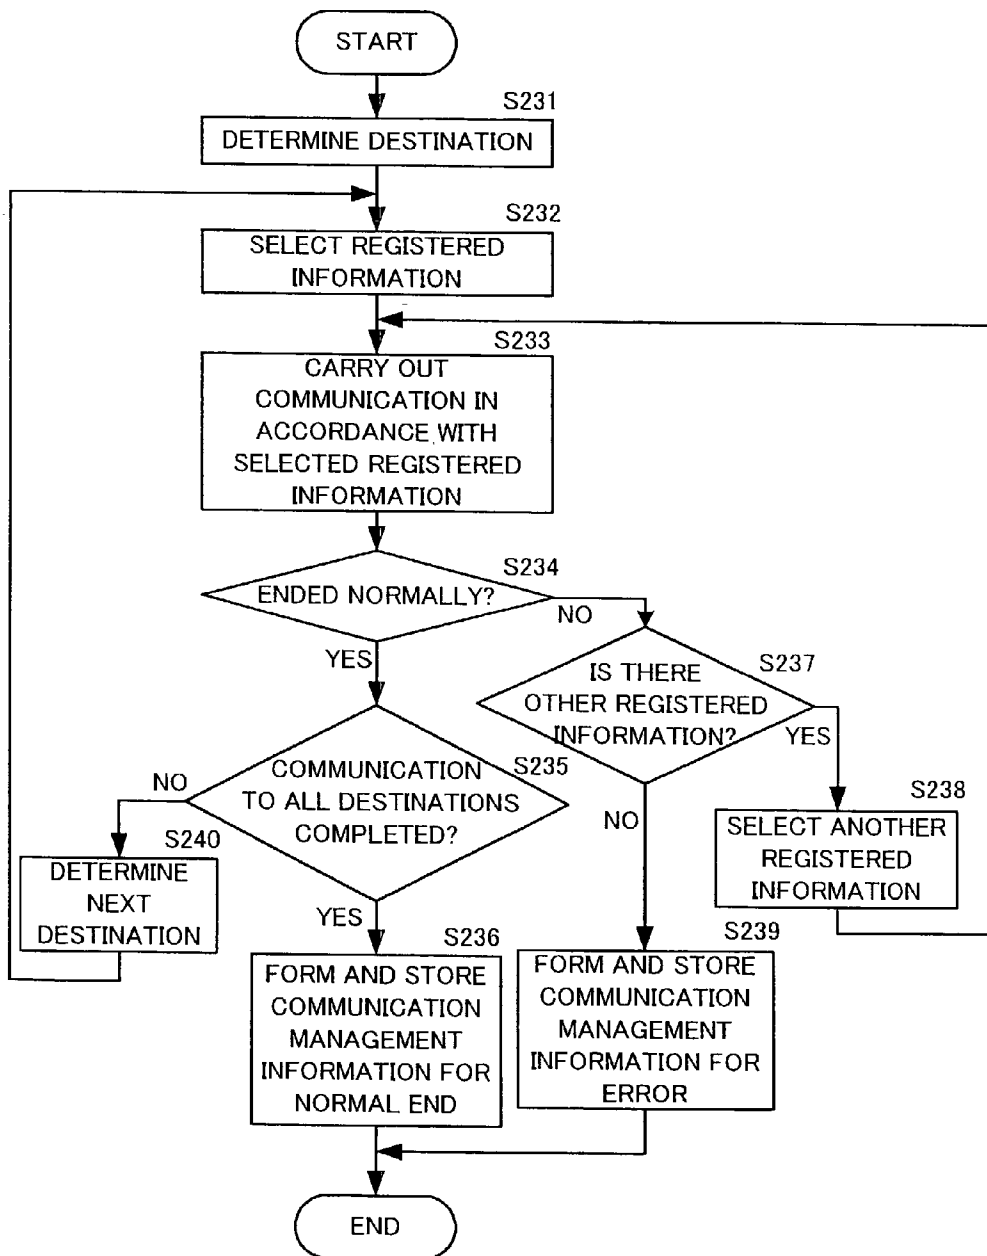 START
S231
DETERMINE DESTINATION
S232
SELECT REGISTERED
INFORMATION
S233
CARRY OUT
COMMUNICATION IN
ACCORDANCE WITH
SELECTED REGISTERED
INFORMATION
S234
ENDED NORMALLY?
NO
YES
S237
IS THERE
OTHER REGISTERED
INFORMATION?
YES
NO
S235
COMMUNICATION
TO ALL DESTINATIONS
COMPLETED?
NO
YES
S238
SELECT ANOTHER
REGISTERED
INFORMATION
S240
DETERMINE
NEXT
DESTINATION
S236
FORM AND STORE
COMMUNICATION
MANAGEMENT
INFORMATION FOR
NORMAL END
S239
FORM AND STORE
COMMUNICATION
MANAGEMENT
INFORMATION FOR
ERROR
END